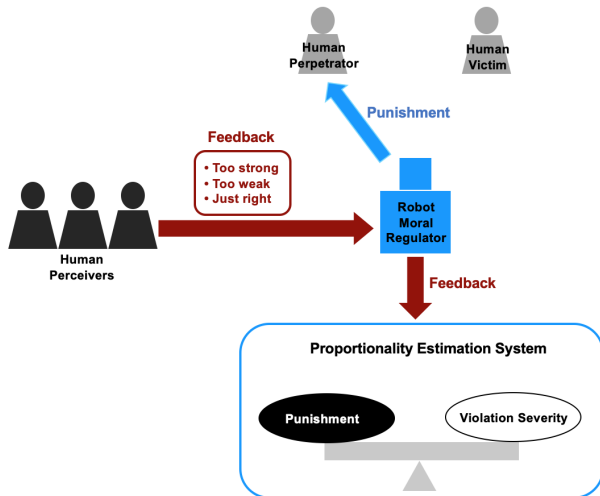 Human
Perpetrator
Human
Victim
Punishment
Feedback
• Too strong
• Too weak
• Just right
Robot
Moral
Regulator
Human
Perceivers
Feedback
Proportionality Estimation System
Punishment
Violation Severity